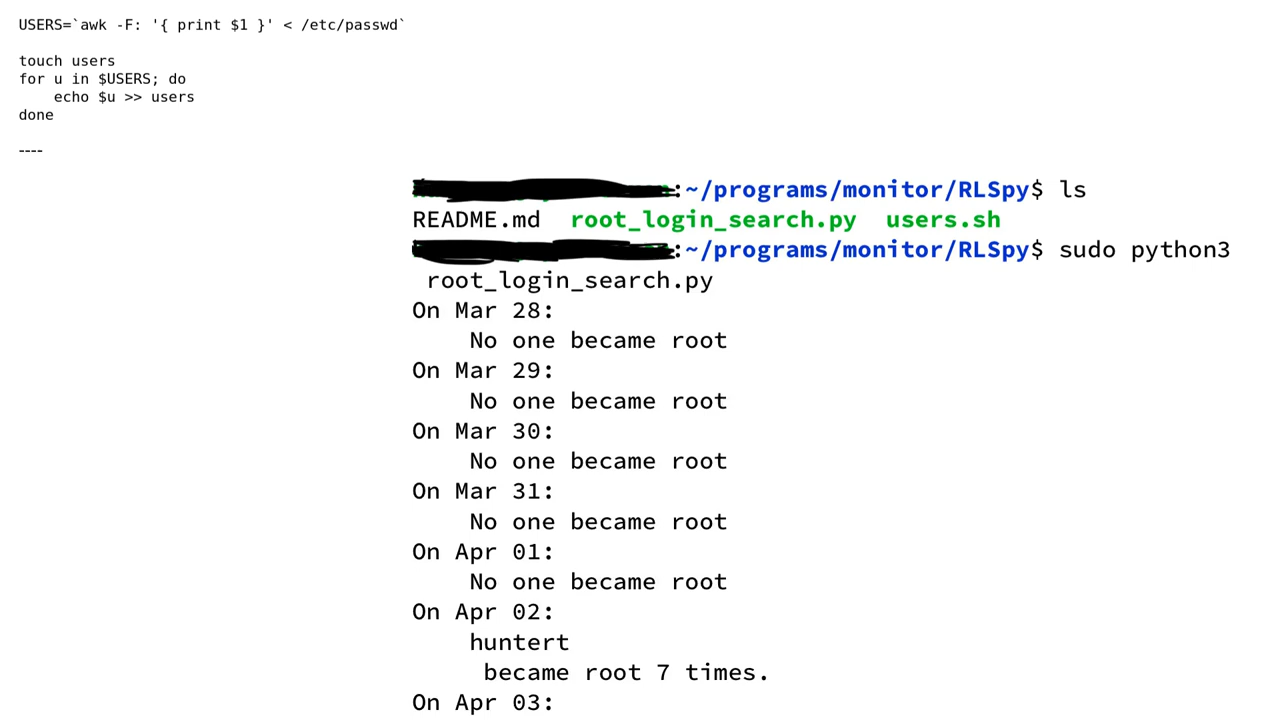 USERS=`awk -F: '{ print $1 }' < /etc/passwd`
touch users
for u in $USERS; do
    echo $u >> users
done
----
:~/programs/monitor/RLSpy$ ls
README.md  root_login_search.py  users.sh
:~/programs/monitor/RLSpy$ sudo python3
 root_login_search.py
On Mar 28:
    No one became root
On Mar 29:
    No one became root
On Mar 30:
    No one became root
On Mar 31:
    No one became root
On Apr 01:
    No one became root
On Apr 02:
    huntert
     became root 7 times.
On Apr 03: